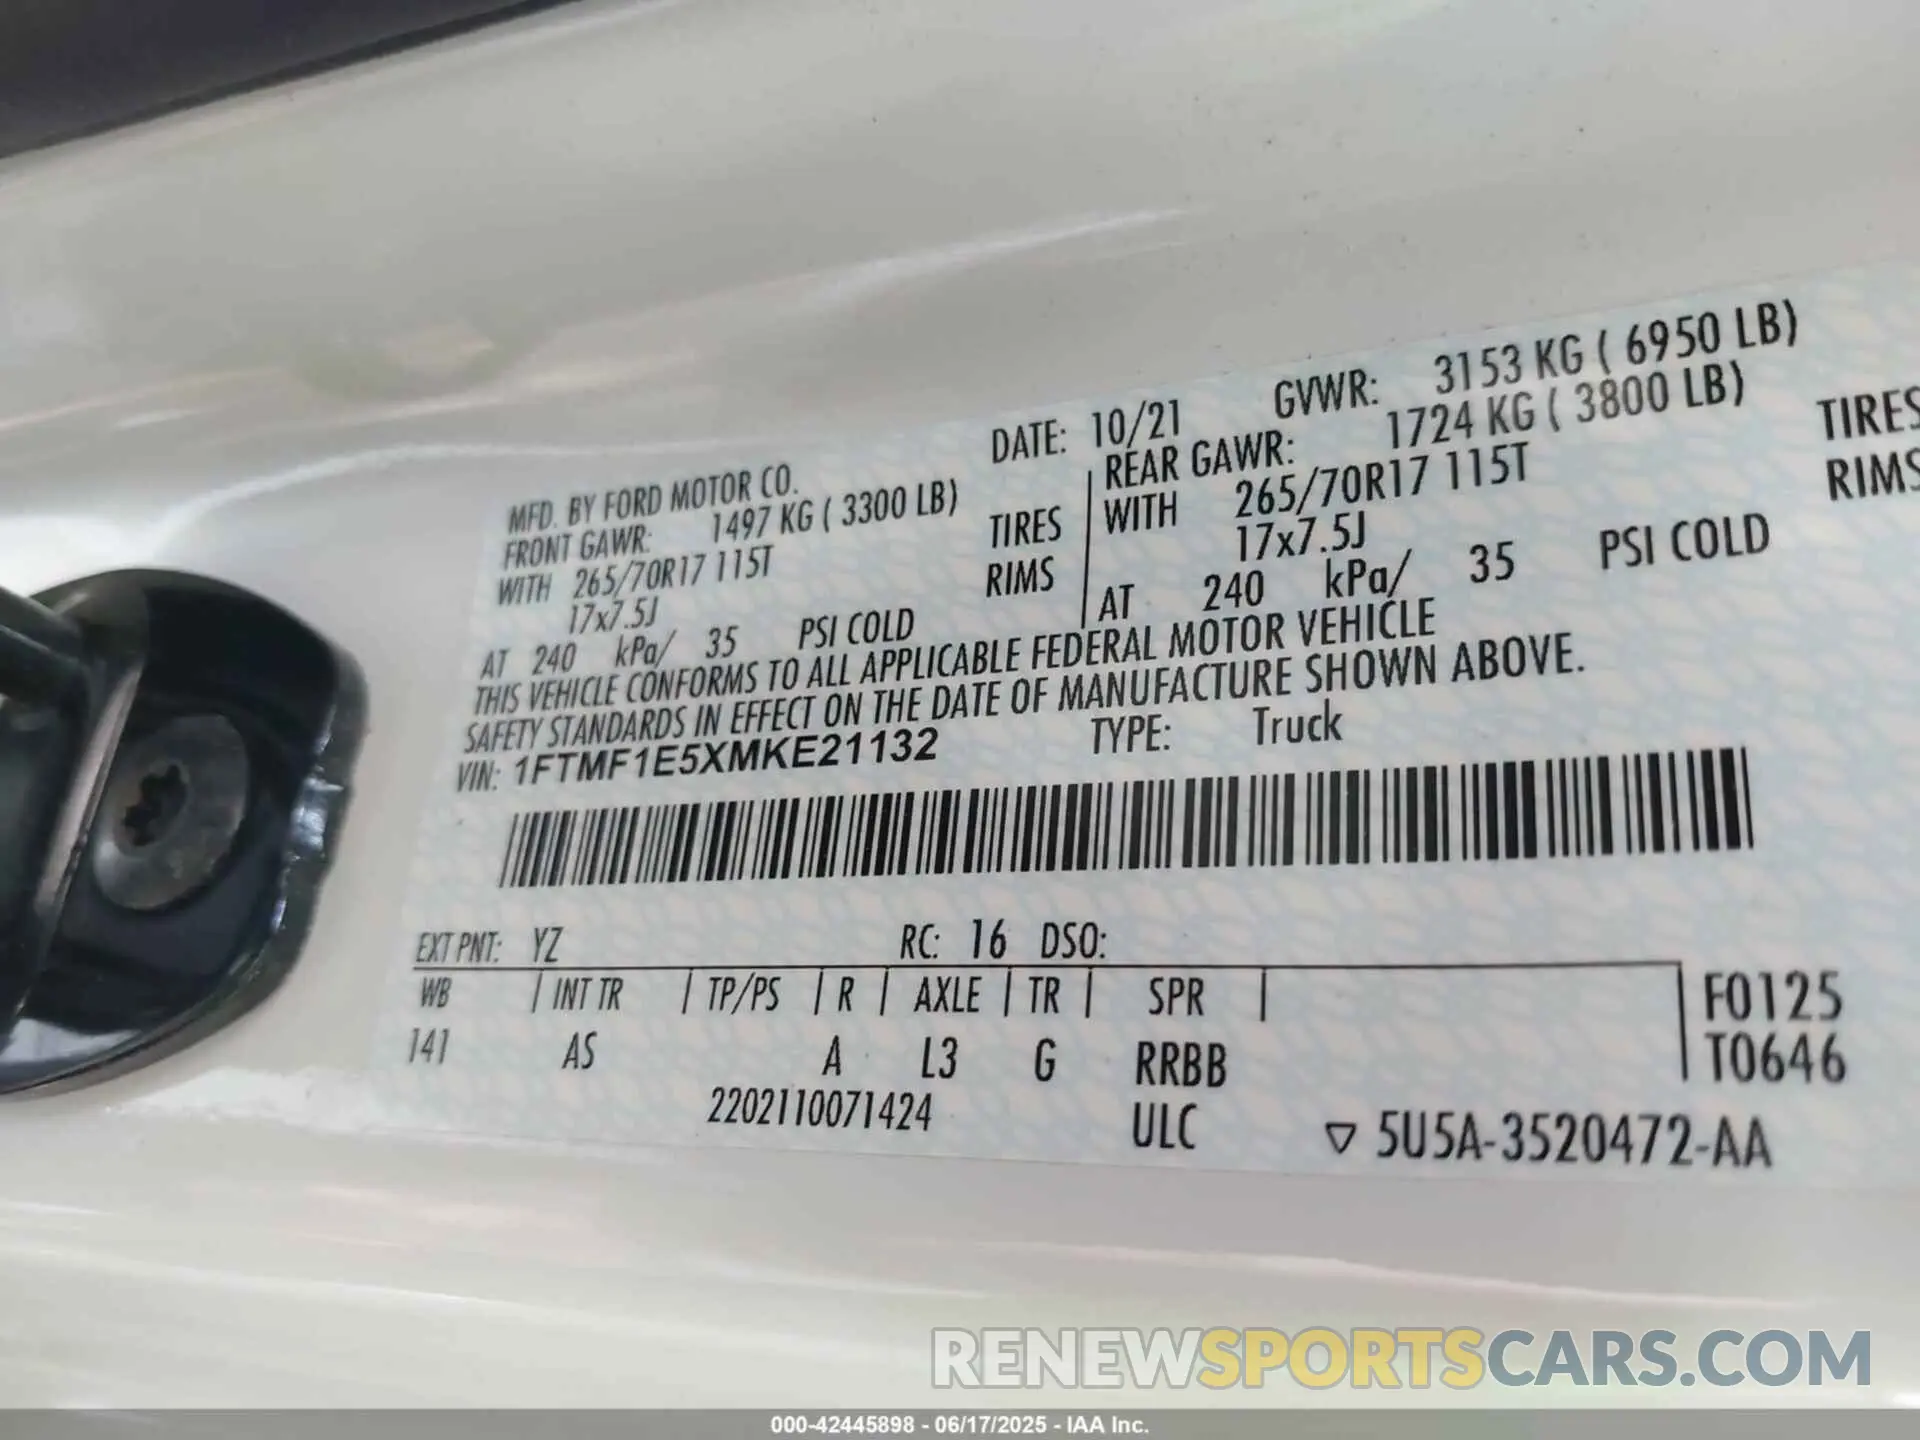 MFD. BY FORD MOTOR CO. DATE: 10/21 GVWR: 3153 KG ( 6950 LB)
FRONT GAWR: 1497 KG ( 3300 LB) REAR GAWR: 1724 KG ( 3800 LB)
WITH 265/70R17 115T TIRES WITH 265/70R17 115T TIRES
17x7.5J RIMS 17x7.5J RIMS
AT 240 kPa/ 35 PSI COLD AT 240 kPa/ 35 PSI COLD
THIS VEHICLE CONFORMS TO ALL APPLICABLE FEDERAL MOTOR VEHICLE
SAFETY STANDARDS IN EFFECT ON THE DATE OF MANUFACTURE SHOWN ABOVE.
VIN: 1FTMF1E5XMKE21132 TYPE: Truck
EXT PNT: YZ RC: 16 DSO:
WB | INT TR | TP/PS | R | AXLE | TR | SPR | F0125
141 AS A L3 G RRBB T0646
2202110071424 ULC ▽ 5U5A-3520472-AA
RENEWSPORTSCARS.COM
000-42445898 - 06/17/2025 - IAA Inc.